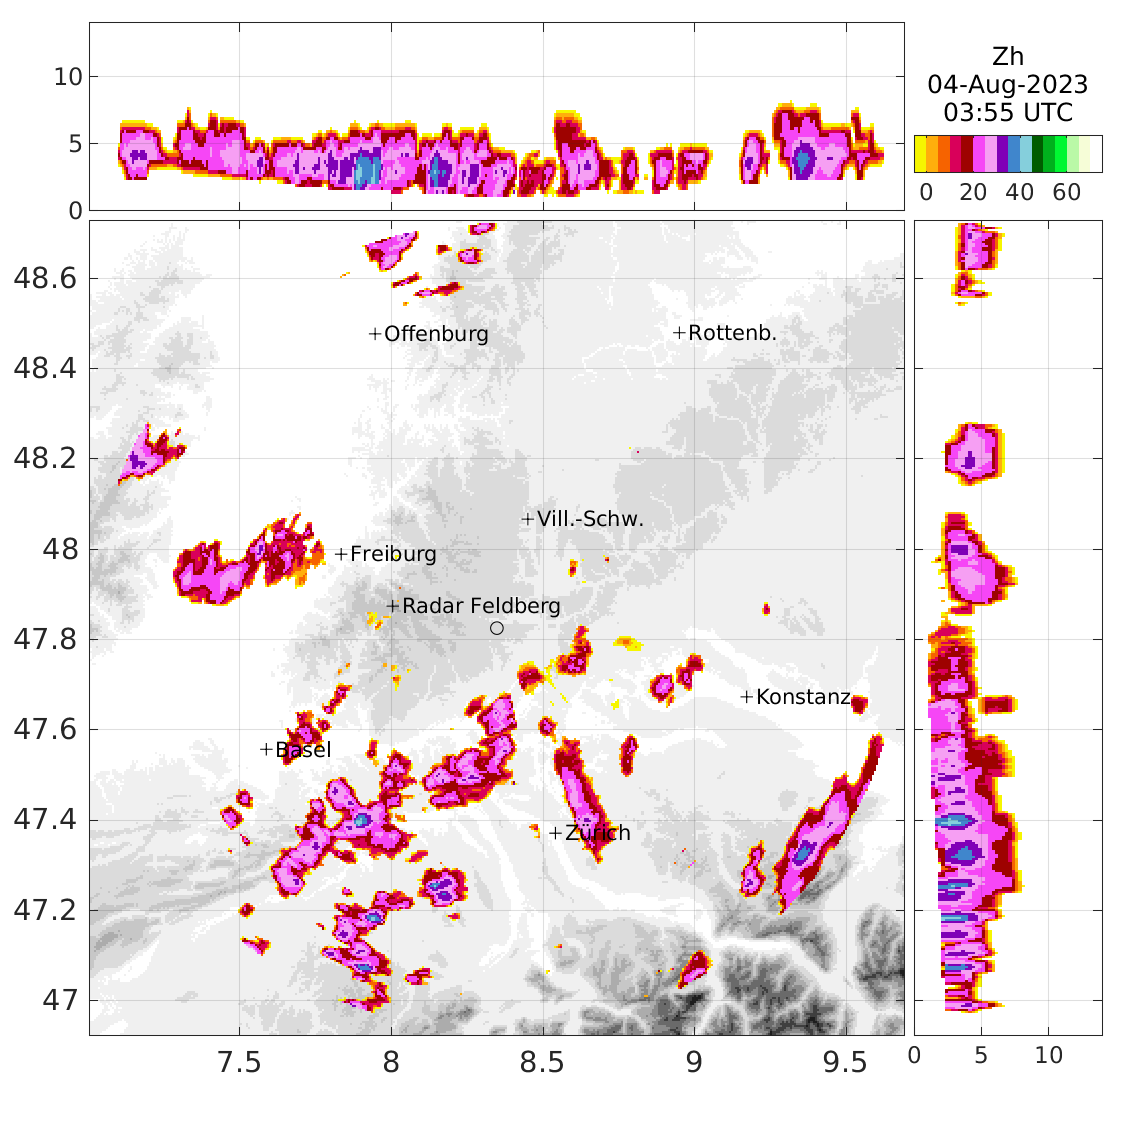 10
5
0
Zh
04-Aug-2023
03:55 UTC
0 20 40 60
48.6
48.4
48.2
48
47.8
47.6
47.4
47.2
47
+Offenburg
+Rottenb.
+Vill.-Schw.
+Freiburg
+Radar Feldberg
+Konstanz
+Basel
+Zürich
7.5 8 8.5 9 9.5
0 5 10